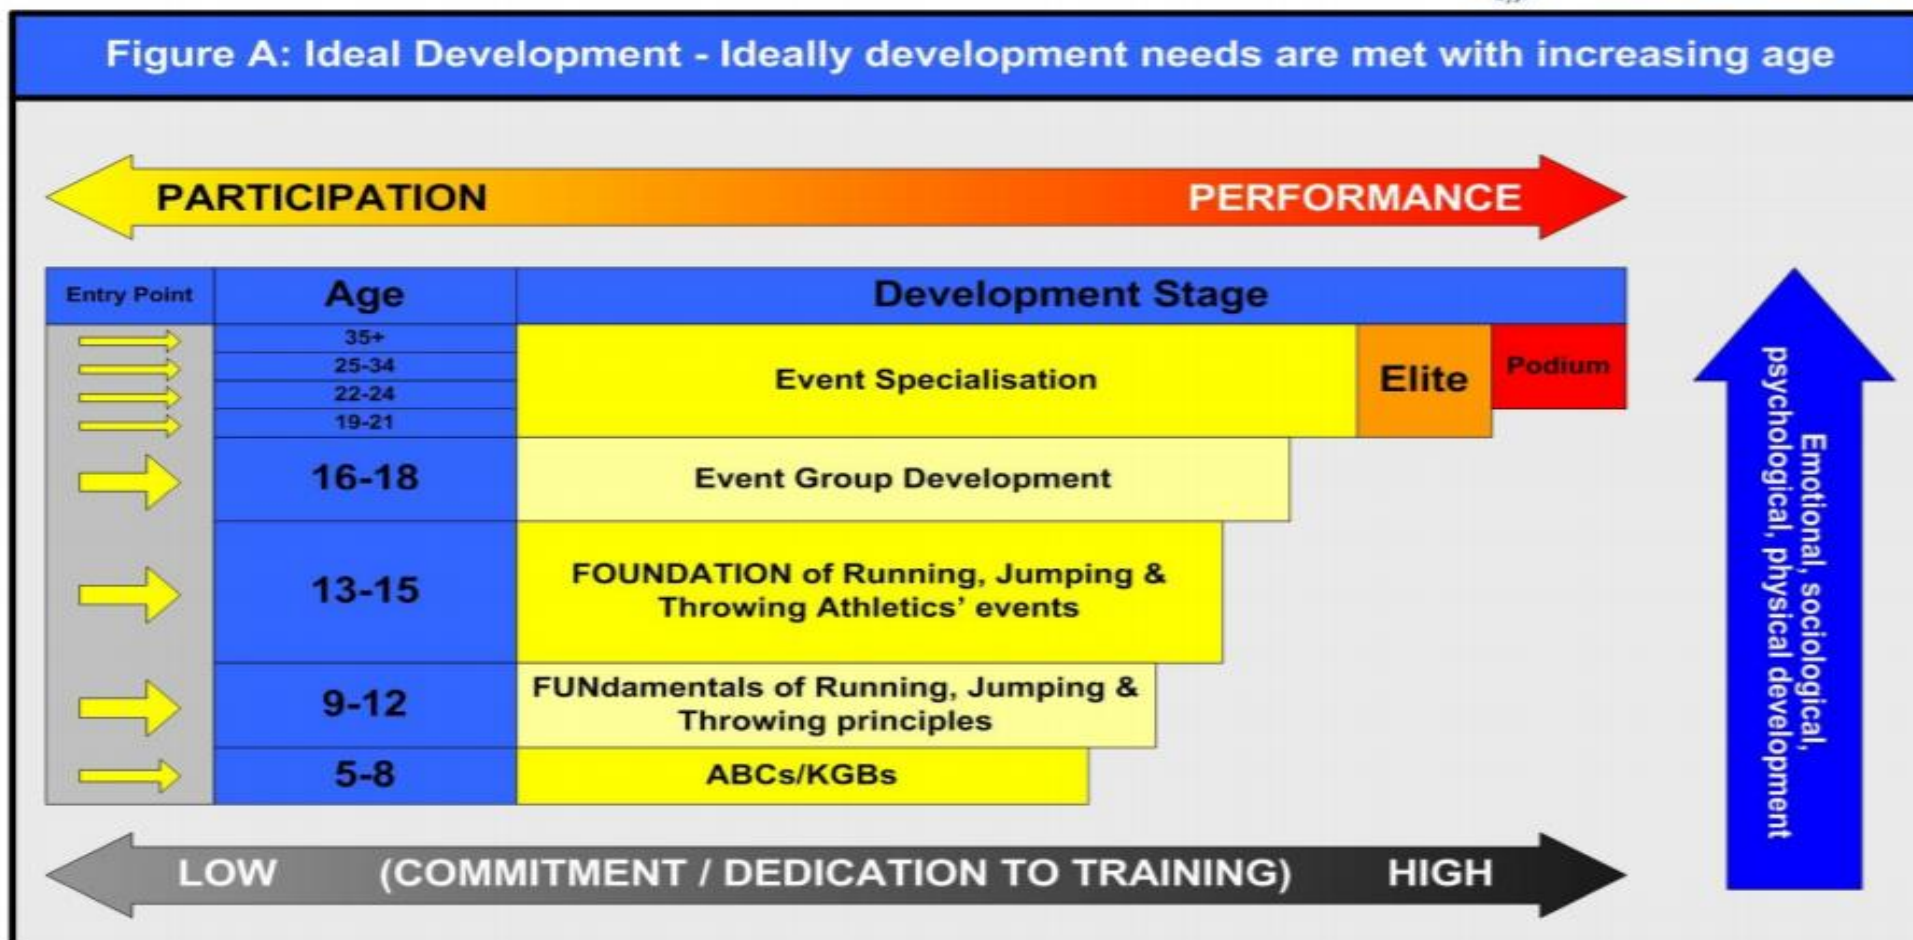 Figure A: Ideal Development - Ideally development needs are met with increasing age
PARTICIPATION
PERFORMANCE
Entry Point
Age
Development Stage
35+
25-34
22-24
19-21
Event Specialisation
Elite
Podium
16-18
Event Group Development
13-15
FOUNDATION of Running, Jumping &
Throwing Athletics’ events
9-12
FUNdamentals of Running, Jumping &
Throwing principles
5-8
ABCs/KGBs
LOW (COMMITMENT / DEDICATION TO TRAINING) HIGH
Emotional, sociological,
psychological, physical development